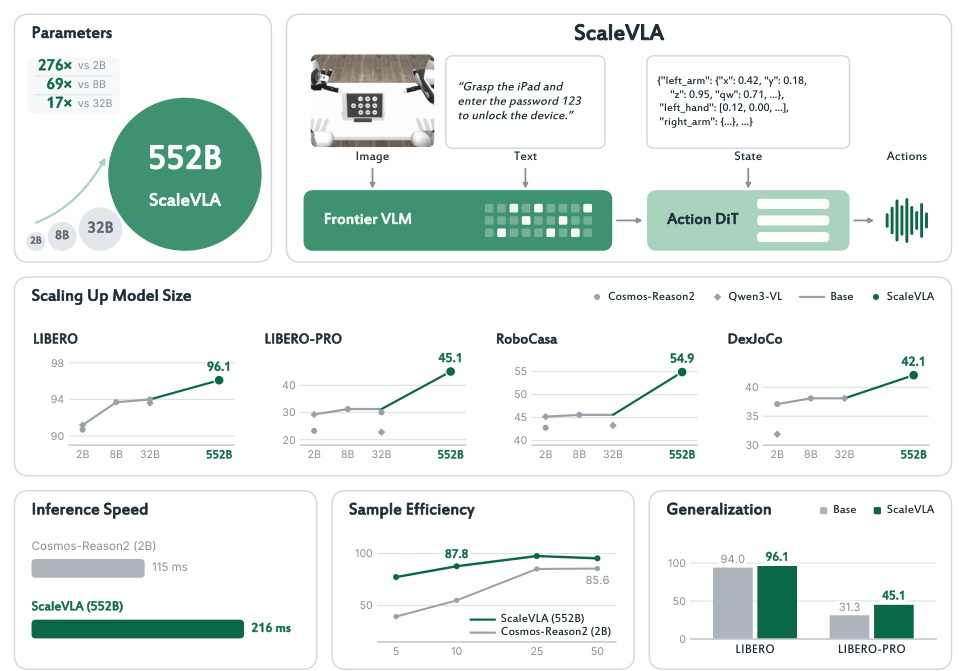 Parameters
276× vs 2B
69× vs 8B
17× vs 32B
552B
ScaleVLA
2B
8B
32B
ScaleVLA
“Grasp the iPad and
enter the password 123
to unlock the device.”
{"left_arm": {"x": 0.42, "y": 0.18,
"z": 0.95, "qw": 0.71, ...},
"left_hand": [0.12, 0.00, ...],
"right_arm": {...}, ...}
Image
Text
State
Actions
Frontier VLM
Action DiT
Scaling Up Model Size
Cosmos-Reason2
Qwen3-VL
Base
ScaleVLA
LIBERO
98
94
90
96.1
2B 8B 32B 552B
LIBERO-PRO
40
30
20
45.1
2B 8B 32B 552B
RoboCasa
55
50
45
40
54.9
2B 8B 32B 552B
DexJoCo
40
35
30
42.1
2B 8B 32B 552B
Inference Speed
Cosmos-Reason2 (2B)
115 ms
ScaleVLA (552B)
216 ms
Sample Efficiency
100
50
87.8
85.6
ScaleVLA (552B)
Cosmos-Reason2 (2B)
5 10 25 50
Generalization
Base
ScaleVLA
100
50
0
94.0
96.1
31.3
45.1
LIBERO
LIBERO-PRO